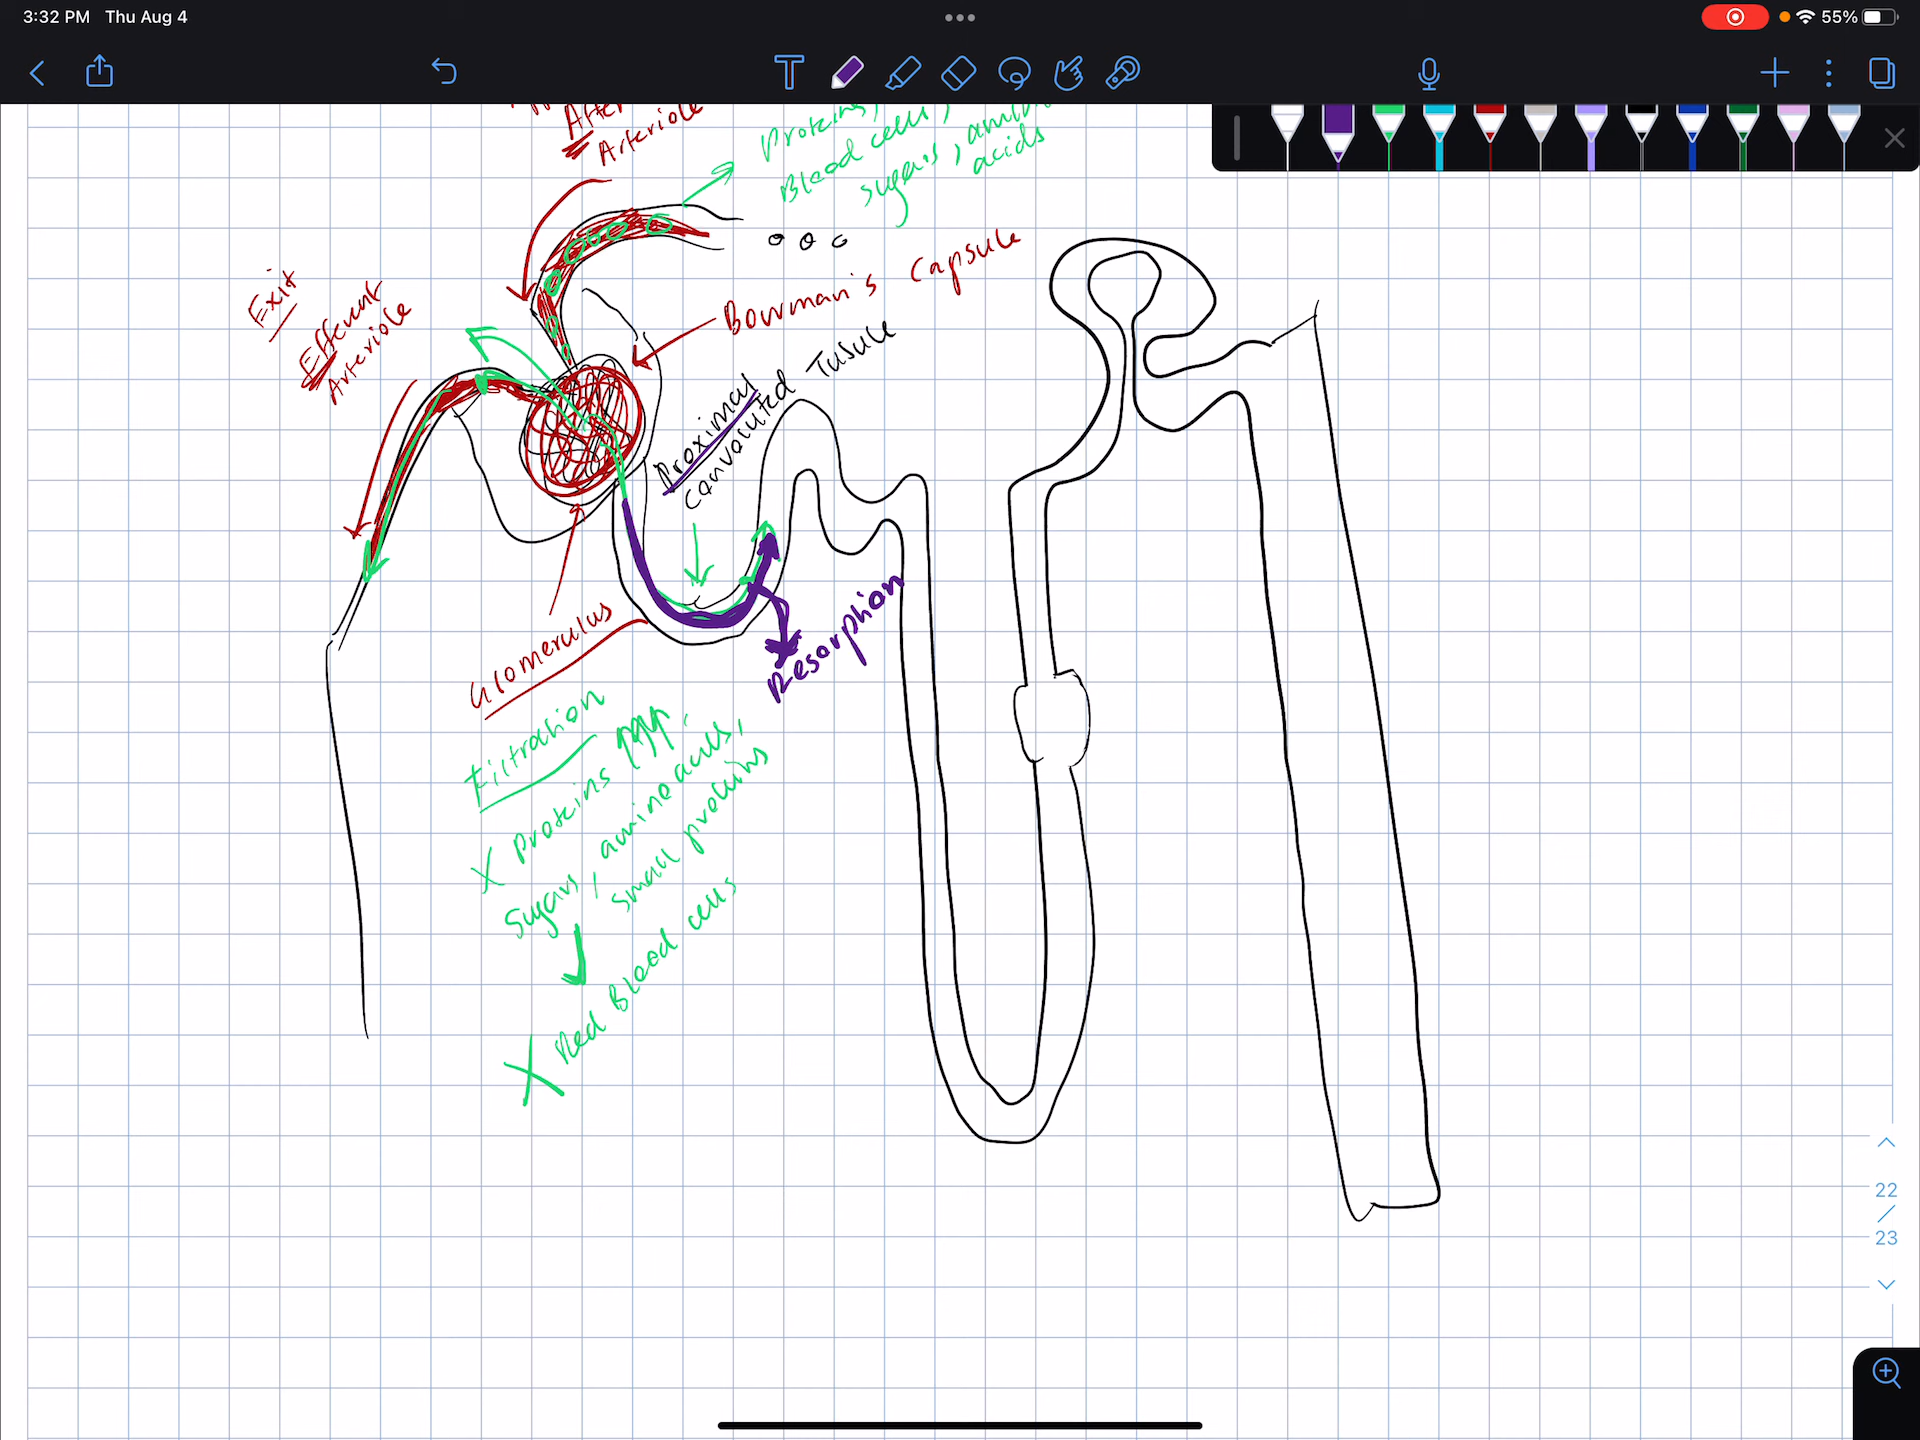 3:32 PM Thu Aug 4
55%
Arteriole
Proteins,
Blood cells,
sugars, amino
acids
Exit
Efferent
Arteriole
Bowman's Capsule
Proximal
Convoluted Tubule
Glomerulus
Resorption
Filtration
X Proteins
Sugars, amino acids,
small proteins
X Red Blood cells
22
/
23